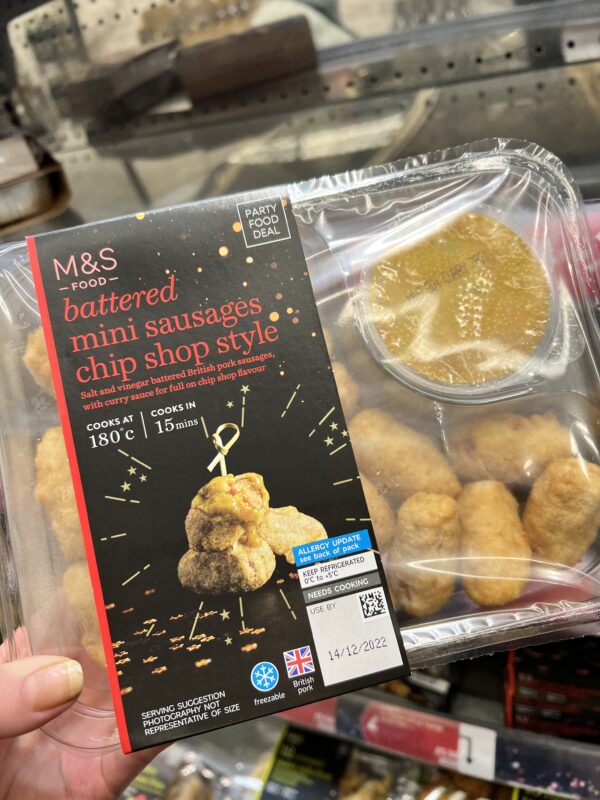 PARTY
FOOD
DEAL
M&S
FOOD
battered
mini sausages
chip shop style
Salt and vinegar battered British pork sausages,
with curry sauce for full on chip shop flavour
COOKS AT
180°C
COOKS IN
15mins
ALLERGY UPDATE
see back of pack
KEEP REFRIGERATED
0°C to +5°C
NEEDS COOKING
USE BY
14/12/2022
freezable
British
pork
SERVING SUGGESTION
PHOTOGRAPHY NOT
REPRESENTATIVE OF SIZE